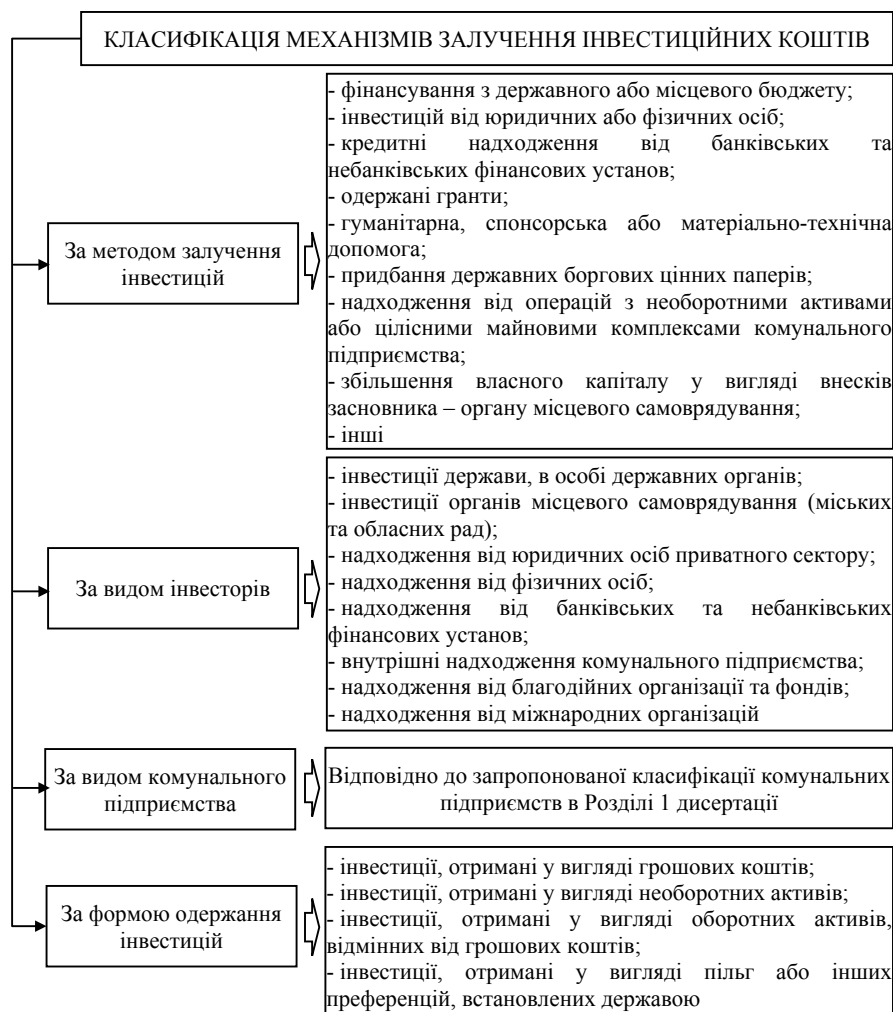 КЛАСИФІКАЦІЯ МЕХАНІЗМІВ ЗАЛУЧЕННЯ ІНВЕСТИЦІЙНИХ КОШТІВ
За методом залучення
інвестицій
- фінансування з державного або місцевого бюджету;
- інвестицій від юридичних або фізичних осіб;
- кредитні надходження від банківських та
небанківських фінансових установ;
- одержані гранти;
- гуманітарна, спонсорська або матеріально-технічна
допомога;
- придбання державних боргових цінних паперів;
- надходження від операцій з необоротними активами
або цілісними майновими комплексами комунального
підприємства;
- збільшення власного капіталу у вигляді внесків
засновника – органу місцевого самоврядування;
- інші
За видом інвесторів
- інвестиції держави, в особі державних органів;
- інвестиції органів місцевого самоврядування (міських
та обласних рад);
- надходження від юридичних осіб приватного сектору;
- надходження від фізичних осіб;
- надходження від банківських та небанківських
фінансових установ;
- внутрішні надходження комунального підприємства;
- надходження від благодійних організації та фондів;
- надходження від міжнародних організацій
За видом комунального
підприємства
Відповідно до запропонованої класифікації комунальних
підприємств в Розділі 1 дисертації
За формою одержання
інвестицій
- інвестиції, отримані у вигляді грошових коштів;
- інвестиції, отримані у вигляді необоротних активів;
- інвестиції, отримані у вигляді оборотних активів,
відмінних від грошових коштів;
- інвестиції, отримані у вигляді пільг або інших
преференцій, встановлених державою